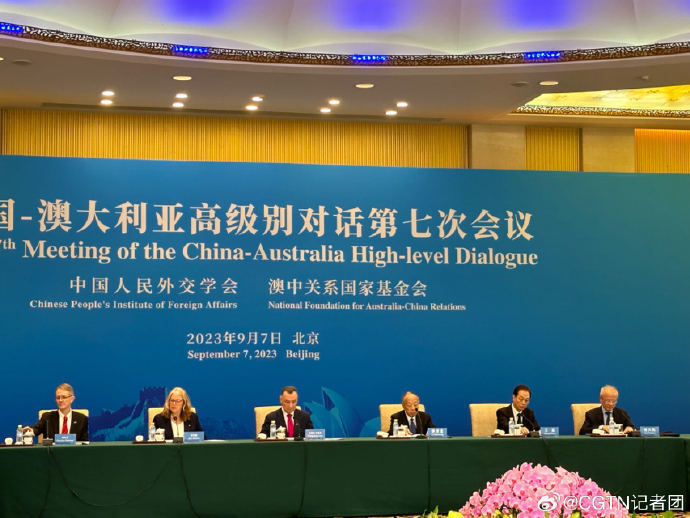 国-澳大利亚高级别对话第七次会议
7th Meeting of the China-Australia High-level Dialogue
中国人民外交学会 澳中关系国家基金会
Chinese People's Institute of Foreign Affairs National Foundation for Australia-China Relations
2023年9月7日 北京
September 7, 2023 Beijing
@CGTN记者团